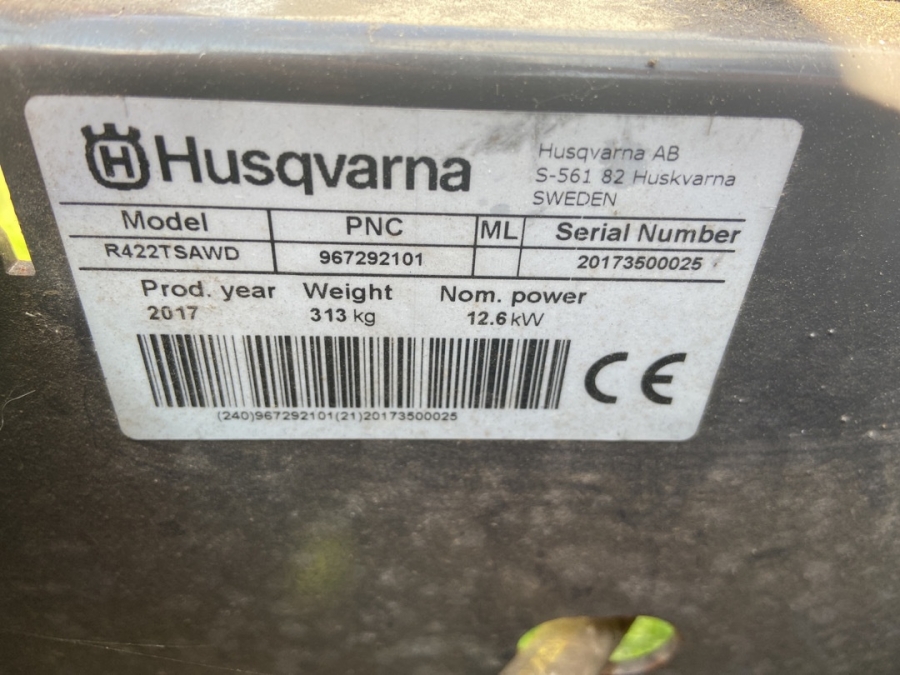 Husqvarna
Husqvarna AB
S-561 82 Huskvarna
SWEDEN
Model PNC ML Serial Number
R422TSAWD 967292101 20173500025
Prod. year Weight Nom. power
2017 313 kg 12.6 kW
(240)967292101(21)20173500025
CE